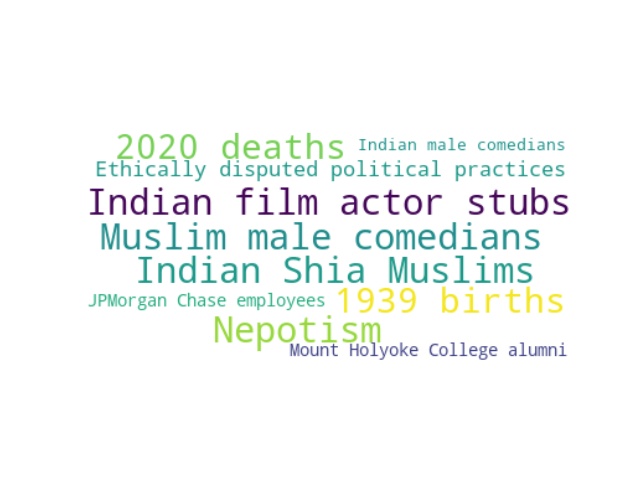 2020 deaths Indian male comedians
Ethically disputed political practices
Indian film actor stubs
Muslim male comedians
Indian Shia Muslims
JPMorgan Chase employees 1939 births
Nepotism
Mount Holyoke College alumni